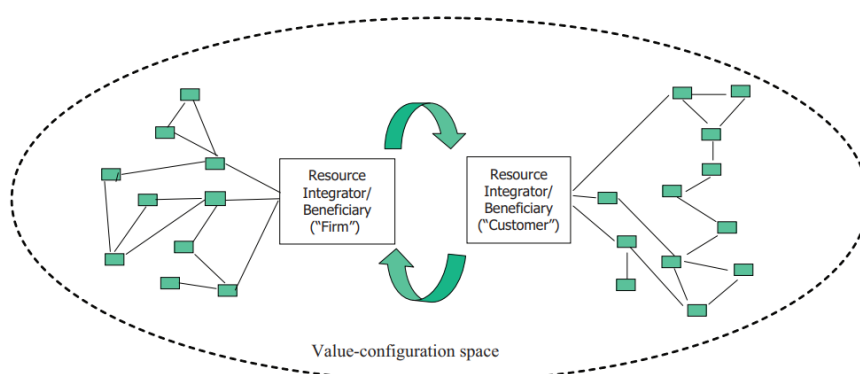 Resource
Integrator/
Beneficiary
(“Firm”)
Resource
Integrator/
Beneficiary
(“Customer”)
Value-configuration space